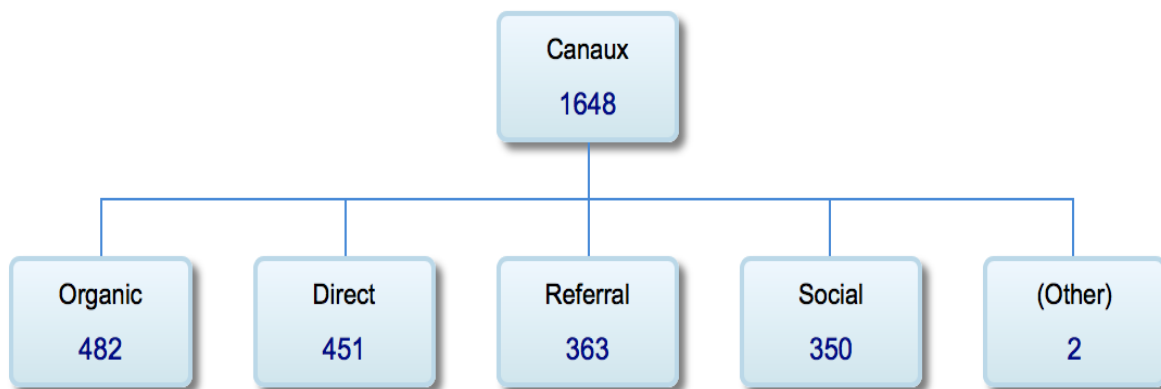 Canaux
1648
Organic
482
Direct
451
Referral
363
Social
350
(Other)
2